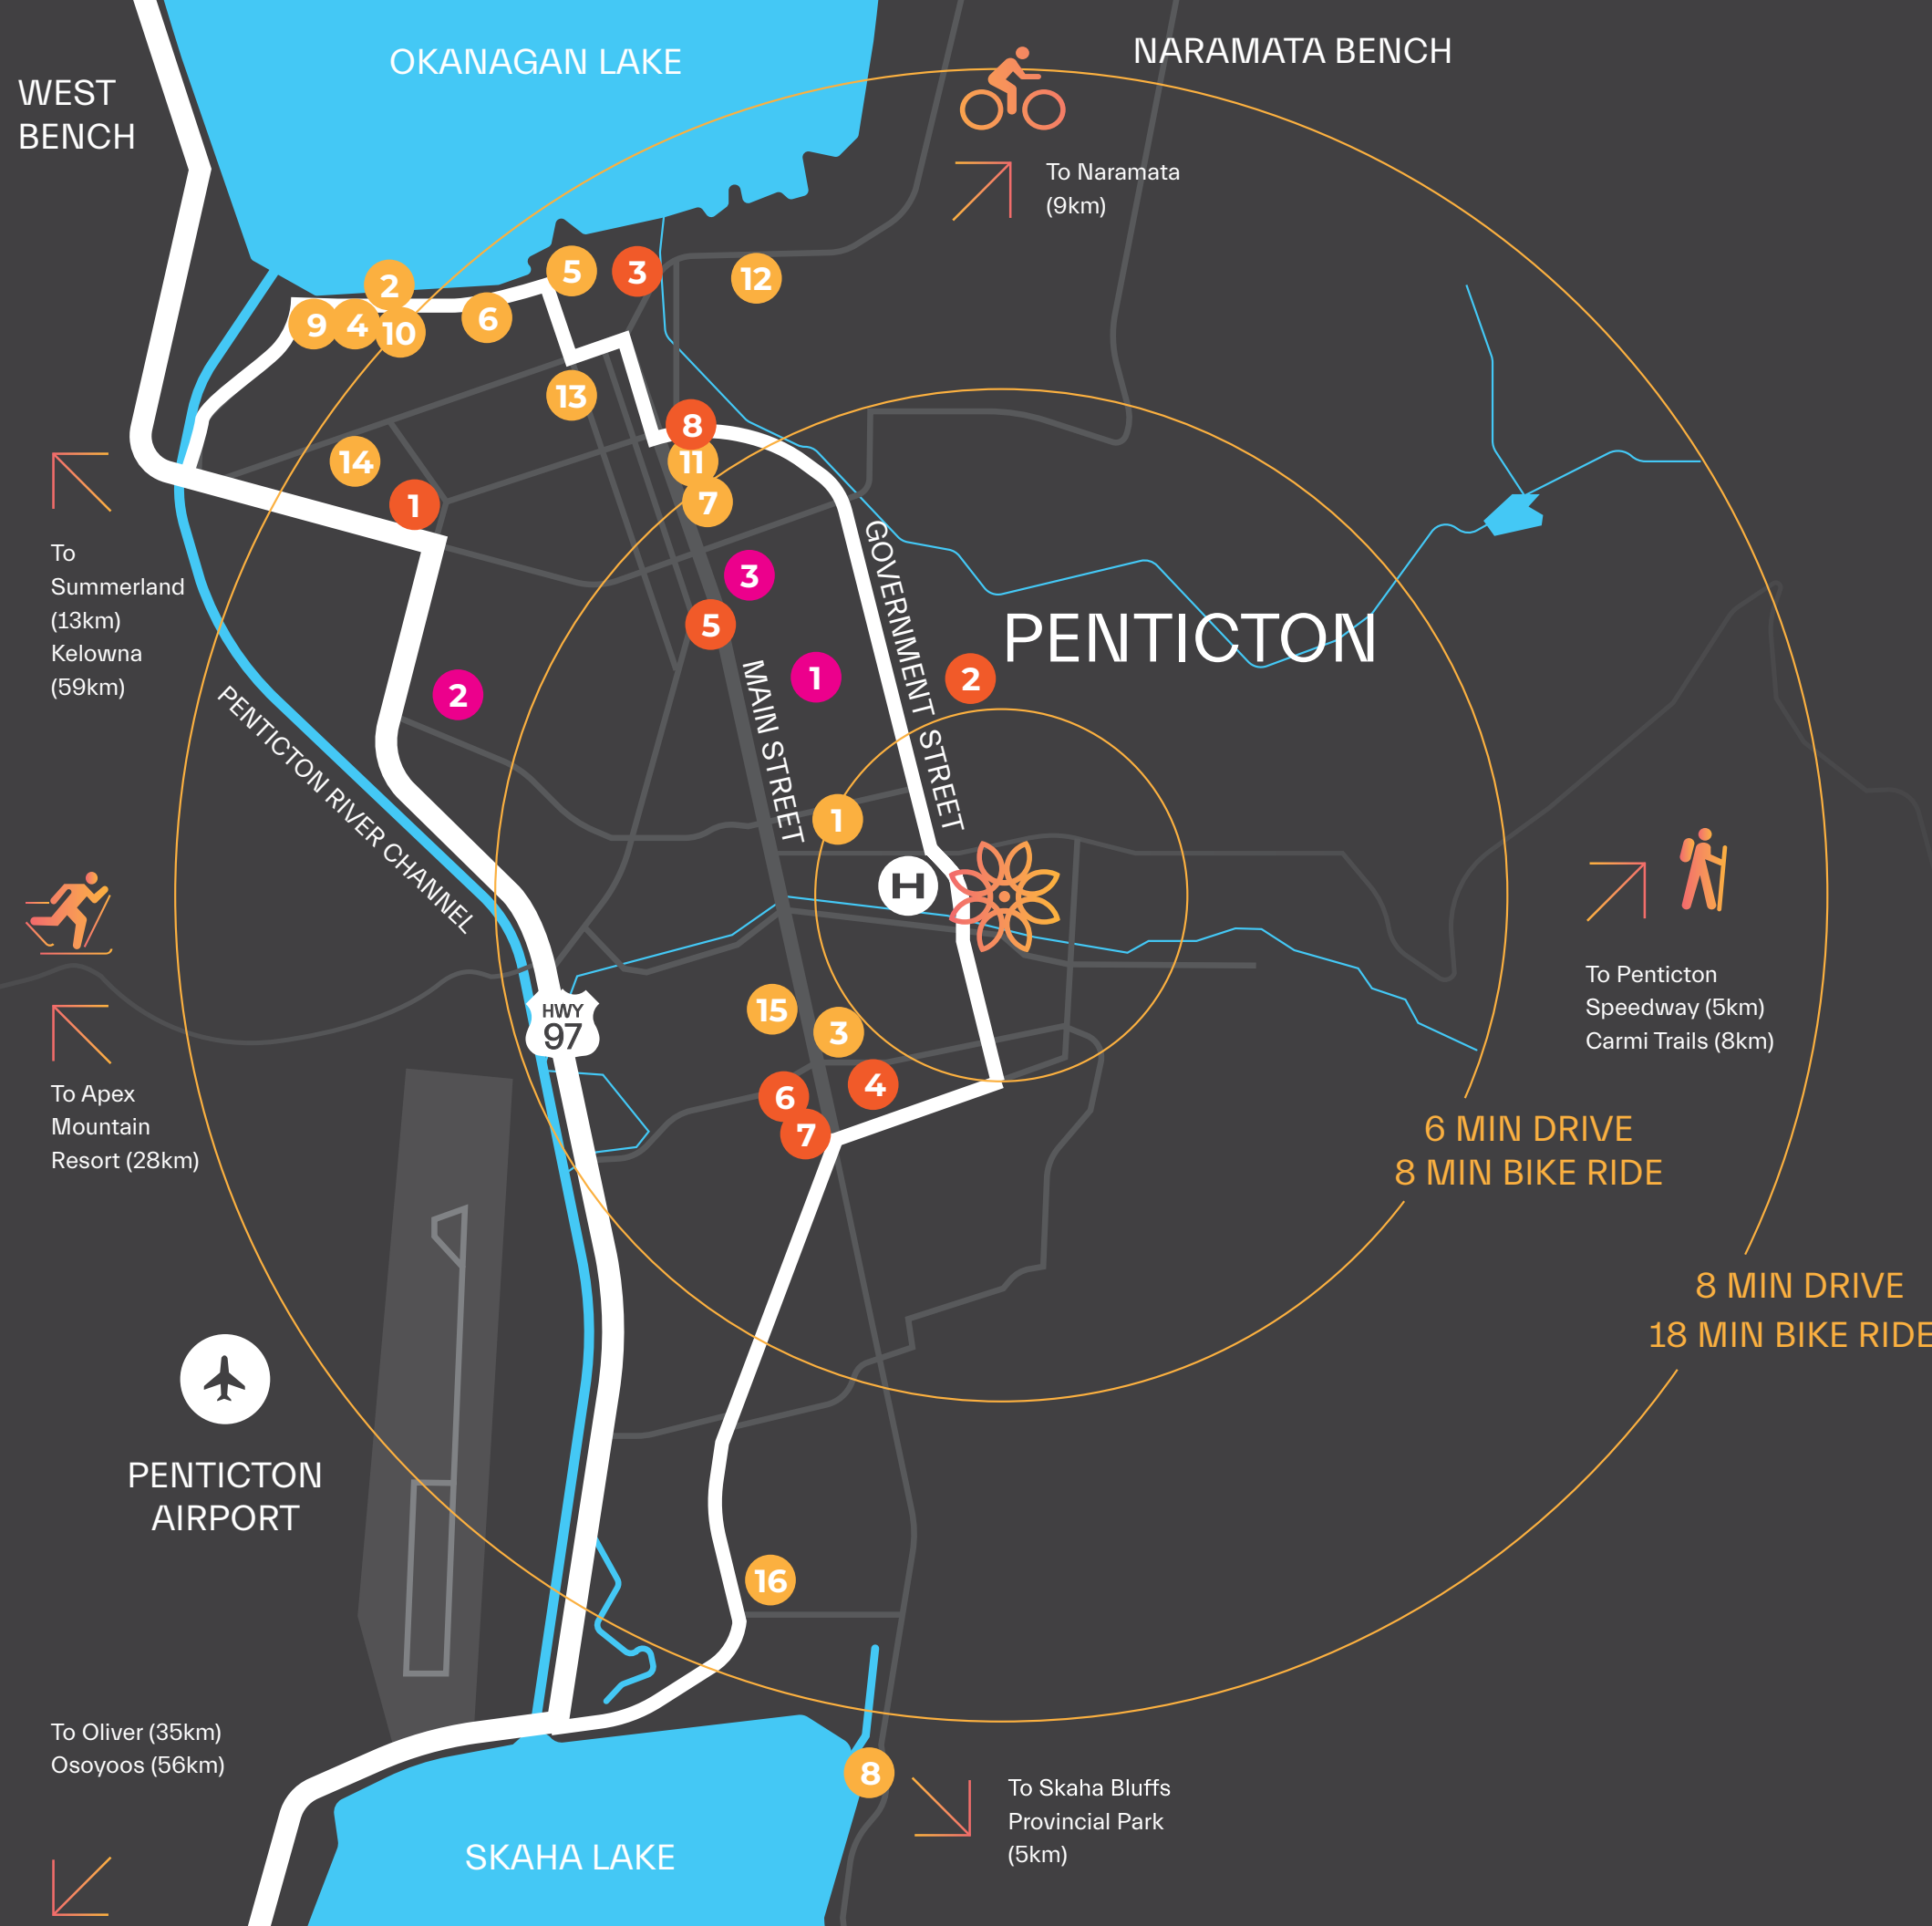 OKANAGAN LAKE
NARAMATA BENCH
WEST
BENCH
To Naramata
(9km)
5
3
12
2
9
4
10
6
13
8
14
11
1
7
To
Summerland
(13km)
Kelowna
(59km)
3
5
GOVERNMENT STREET
PENTICTON
1
2
2
MAIN STREET
PENTICTON RIVER CHANNEL
1
H
To Penticton
Speedway (5km)
Carmi Trails (8km)
HWY
97
15
3
4
6
7
To Apex
Mountain
Resort (28km)
6 MIN DRIVE
8 MIN BIKE RIDE
8 MIN DRIVE
18 MIN BIKE RIDE
PENTICTON
AIRPORT
16
To Oliver (35km)
Osoyoos (56km)
8
To Skaha Bluffs
Provincial Park
(5km)
SKAHA LAKE